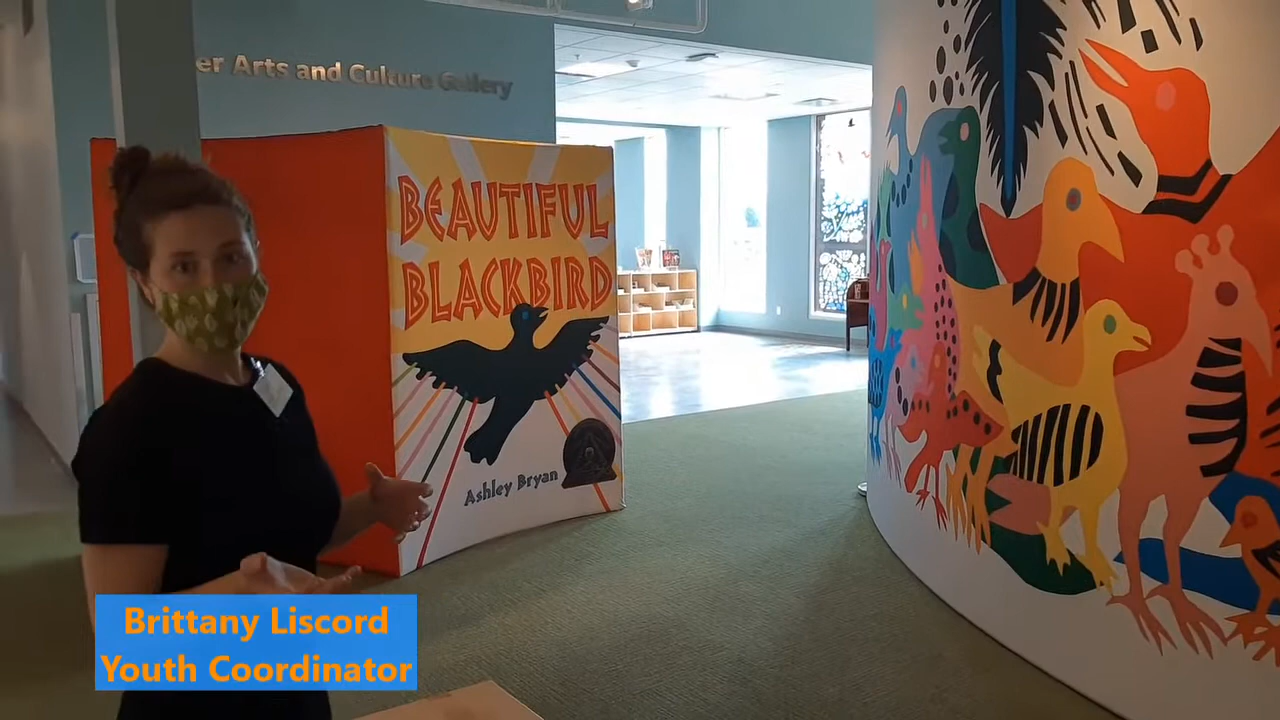 er Arts and Culture Gallery
BEAUTIFUL
BLACKBIRD
Ashley Bryan
Brittany Liscord
Youth Coordinator